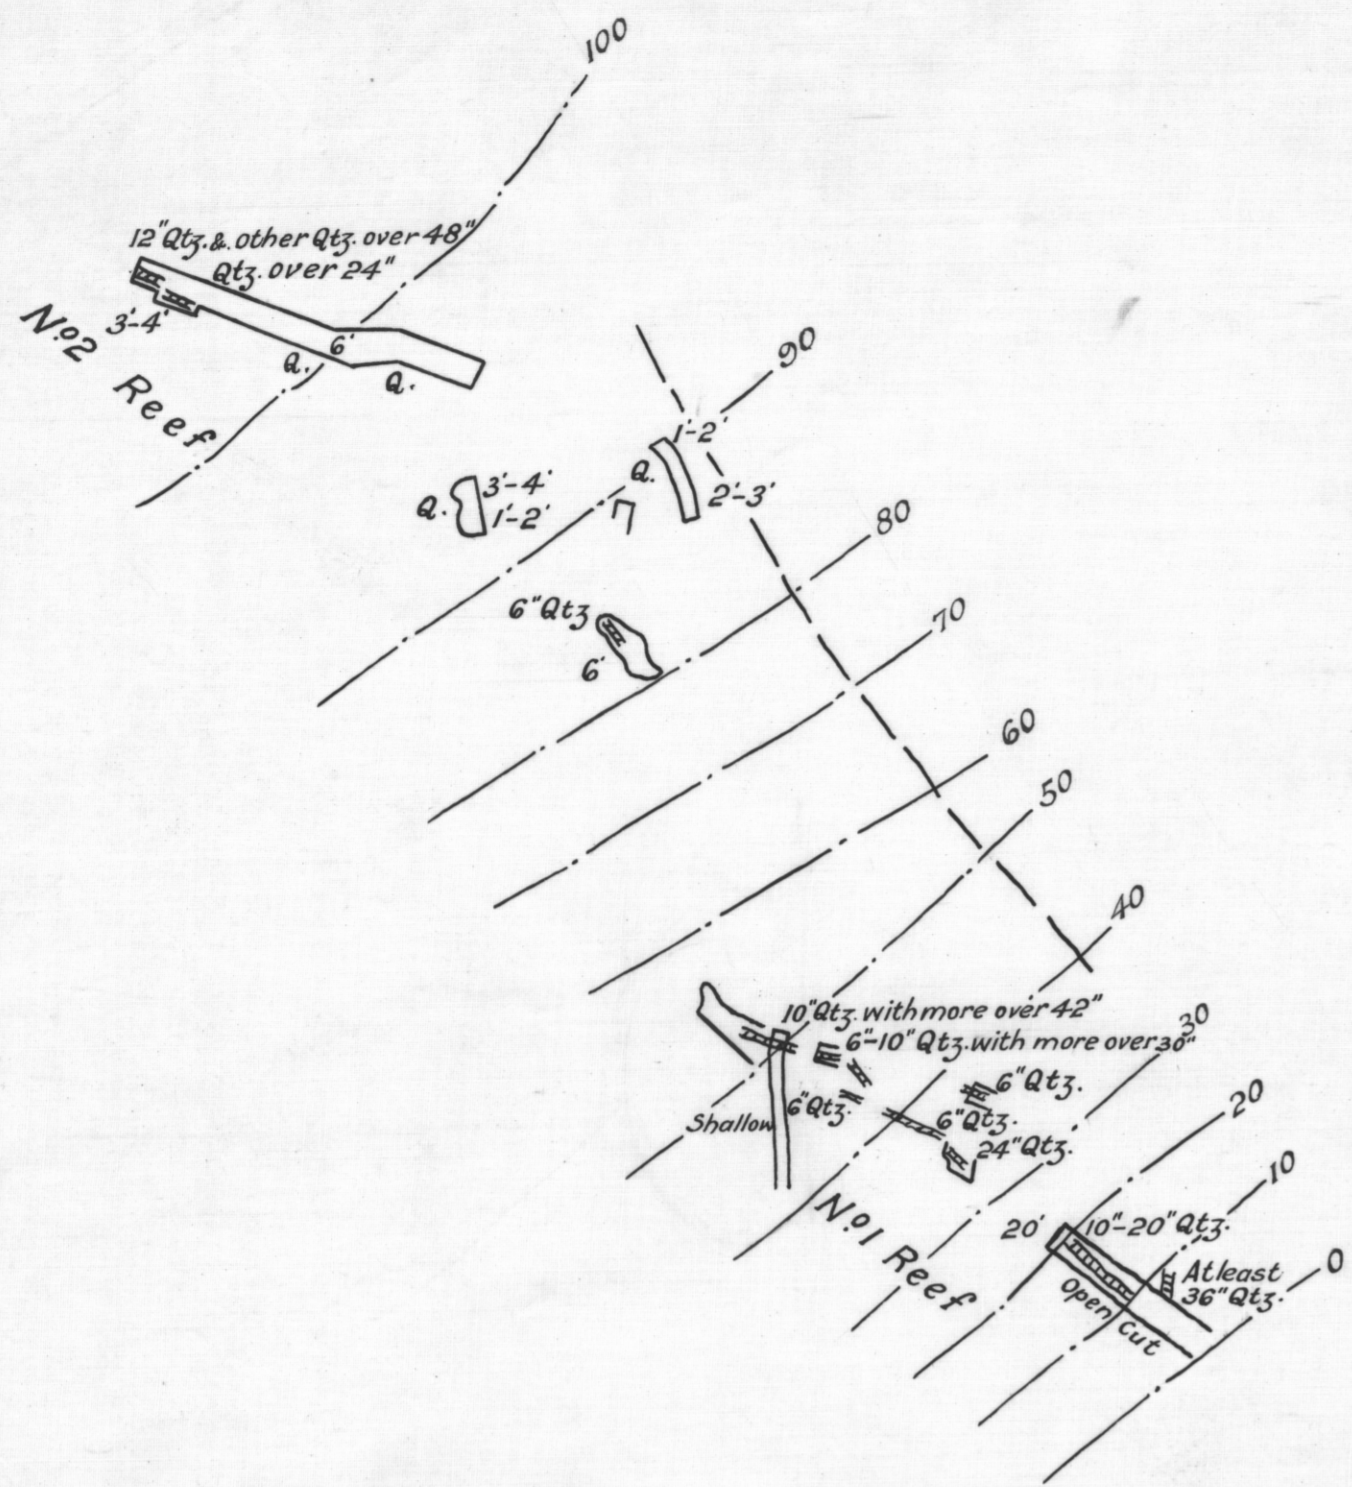 100
12"Qtz. & other Qtz. over 48"
Qtz. over 24"
3'-4'
No.2 Reef
6'
Q.
Q.
90
1'-2'
Q.
2'-3'
3'-4'
Q.
1'-2'
80
6"Qtz
6'
70
60
50
40
10"Qtz. with more over 42"
30
6"-10"Qtz. with more over 30"
6"Qtz.
6"Qtz.
Shallow
6"Qtz.
24"Qtz.
20
10
No.1 Reef
20'
10"-20"Qtz.
0
At least
36"Qtz.
Open Cut